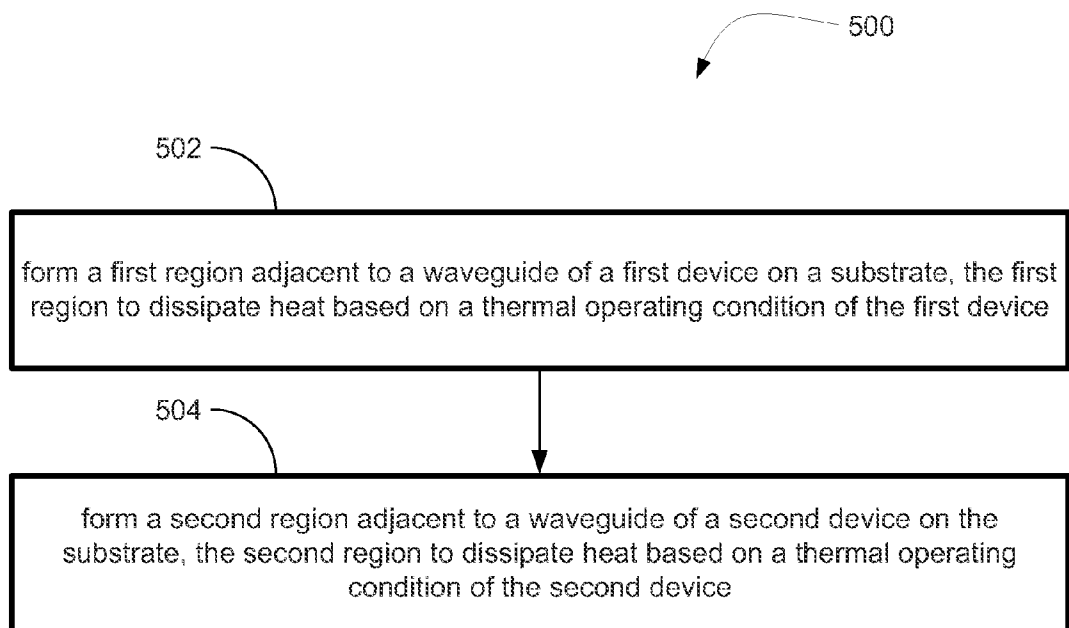 500
502
form a first region adjacent to a waveguide of a first device on a substrate, the first
region to dissipate heat based on a thermal operating condition of the first device
504
form a second region adjacent to a waveguide of a second device on the
substrate, the second region to dissipate heat based on a thermal operating
condition of the second device